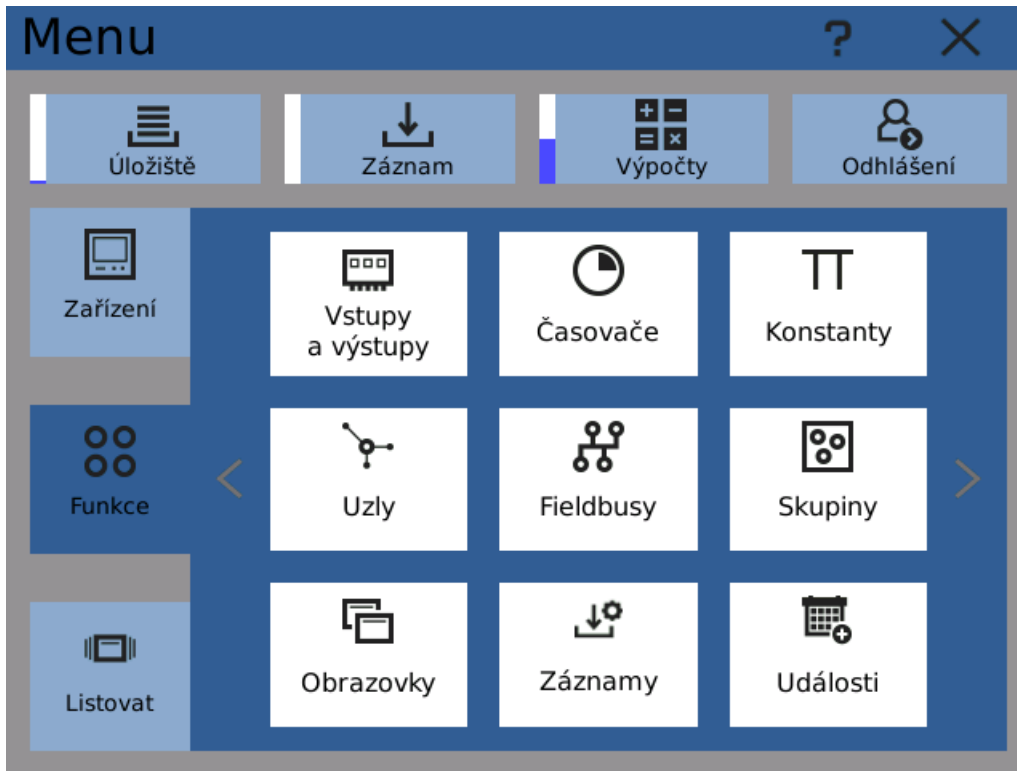 Menu ?
Úložiště
Záznam
Výpočty
Odhlášení
Zařízení
Vstupy
a výstupy
Časovače
Konstanty
Funkce
Uzly
Fieldbusy
Skupiny
Listovat
Obrazovky
Záznamy
Události